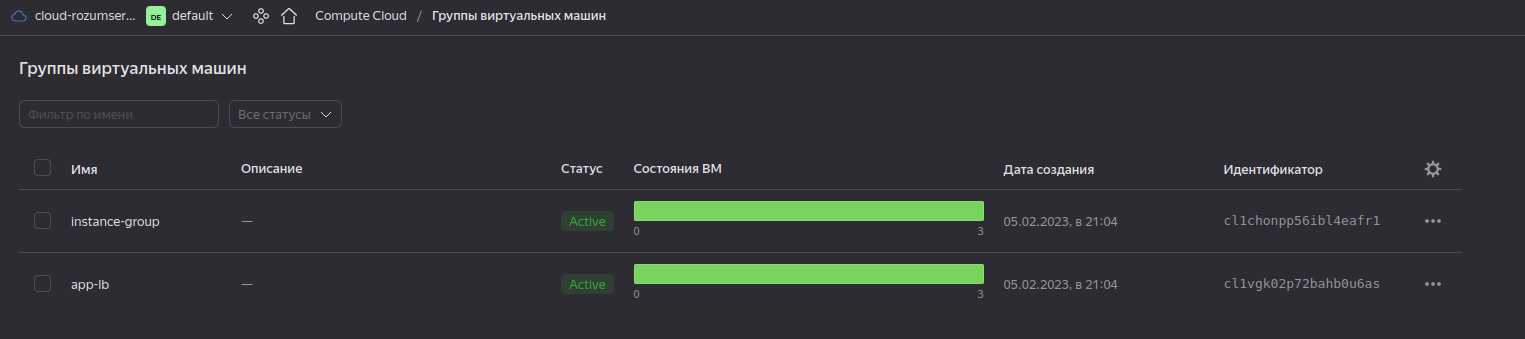 cloud-rozumser... DE default Compute Cloud / Группы виртуальных машин
Группы виртуальных машин
Фильтр по имени Все статусы
Имя Описание Статус Состояния ВМ Дата создания Идентификатор
instance-group — Active 05.02.2023, в 21:04 cl1chonpp56ibl4eafr1
0 3
app-lb — Active 05.02.2023, в 21:04 cl1vgk02p72bahb0u6as
0 3